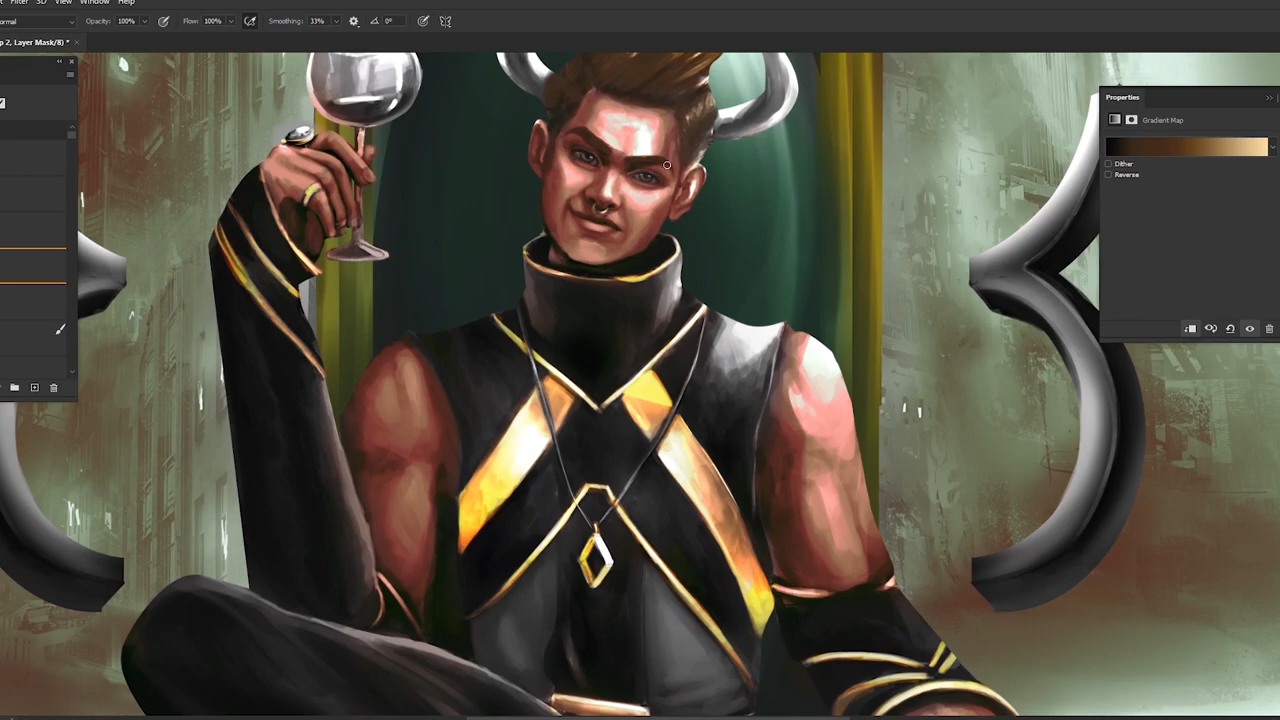 t Filter 3D View Window Help
ormal Opacity: 100% Flow: 100% Smoothing: 33% 0°
p 2, Layer Mask/8) *
Properties
Gradient Map
Dither
Reverse